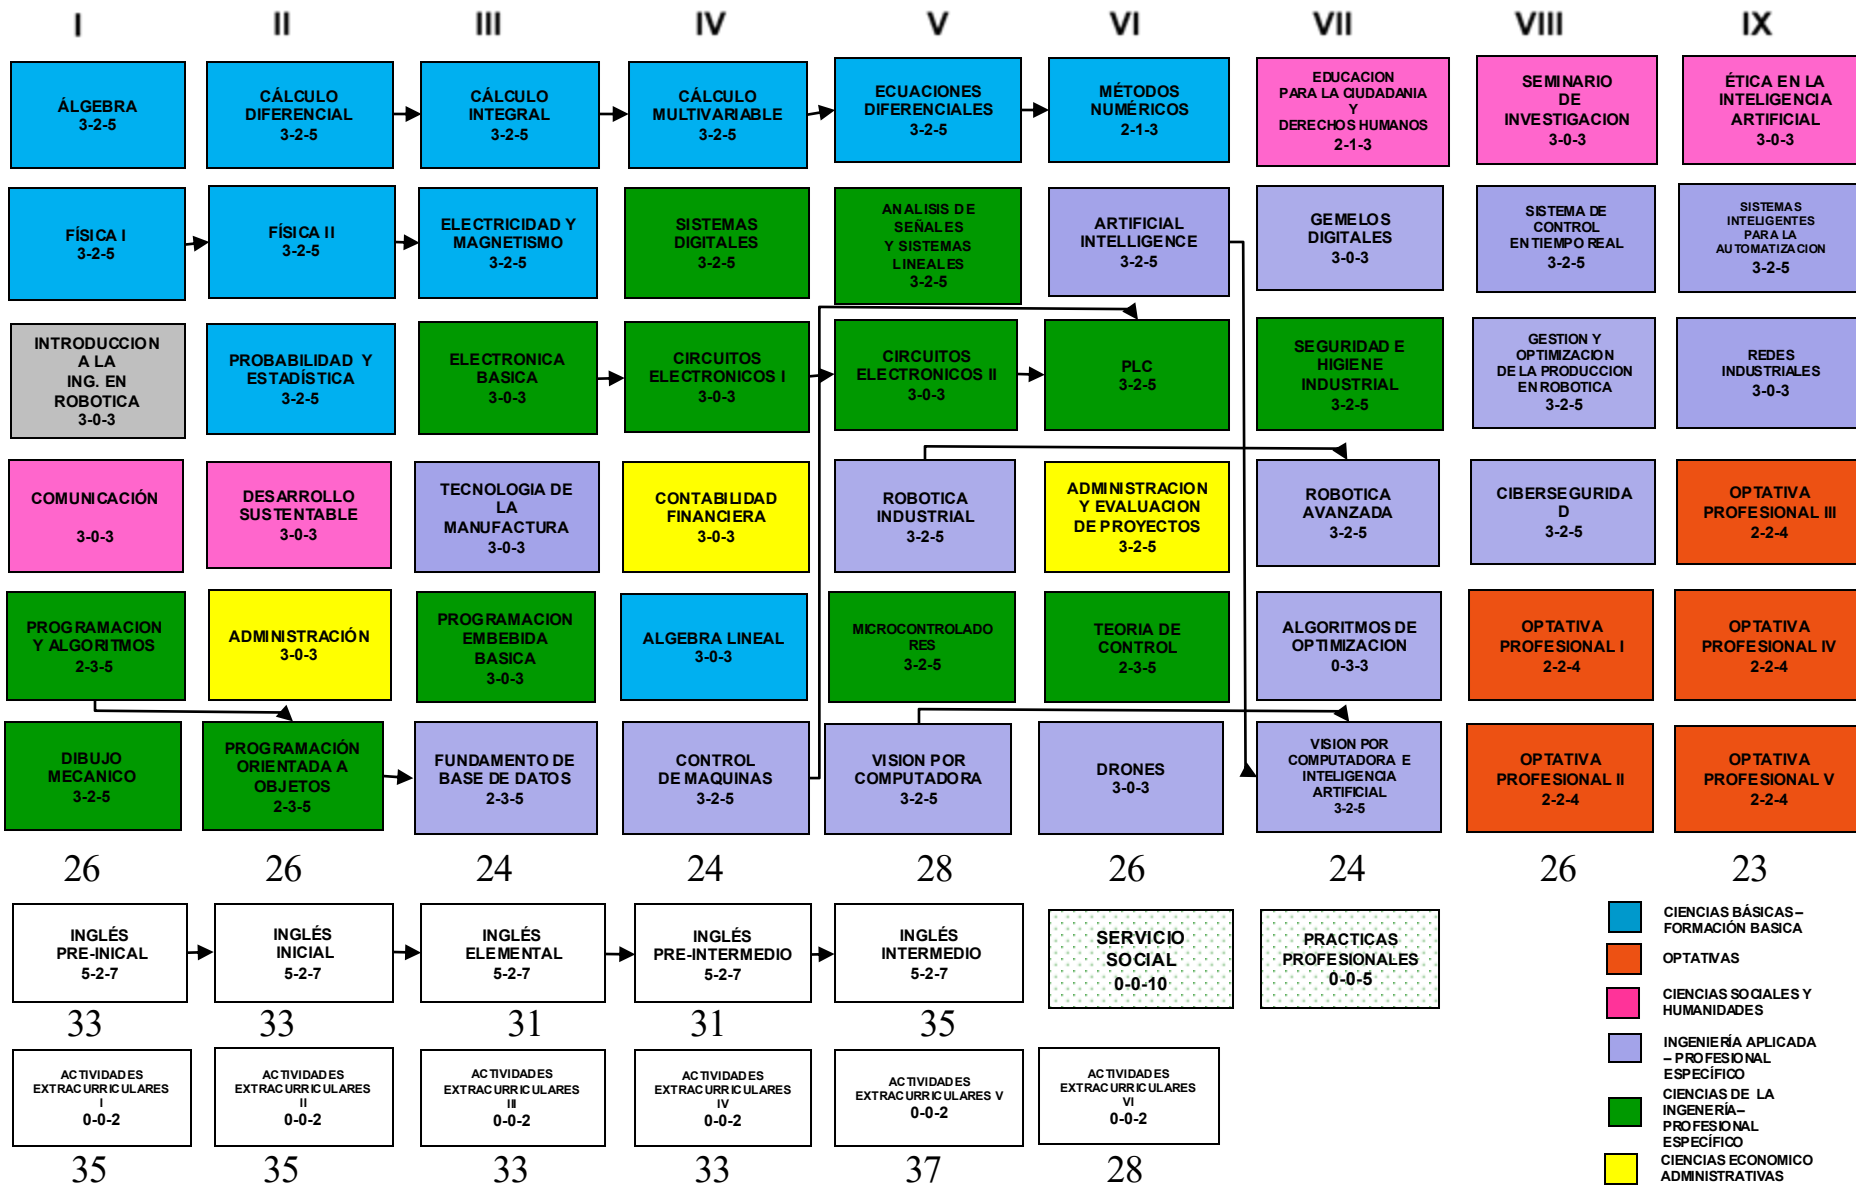 I II III IV V VI VII VIII IX
ÁLGEBRA
3-2-5
CÁLCULO
DIFERENCIAL
3-2-5
CÁLCULO
INTEGRAL
3-2-5
CÁLCULO
MULTIVARIABLE
3-2-5
ECUACIONES
DIFERENCIALES
3-2-5
MÉTODOS
NUMÉRICOS
2-1-3
EDUCACION
PARA LA CIUDADANIA
Y
DERECHOS HUMANOS
2-1-3
SEMINARIO
DE
INVESTIGACION
3-0-3
ÉTICA EN LA
INTELIGENCIA
ARTIFICIAL
3-0-3
FÍSICA I
3-2-5
FÍSICA II
3-2-5
ELECTRICIDAD Y
MAGNETISMO
3-2-5
SISTEMAS
DIGITALES
3-2-5
ANALISIS DE
SEÑALES
Y SISTEMAS
LINEALES
3-2-5
ARTIFICIAL
INTELLIGENCE
3-2-5
GEMELOS
DIGITALES
3-0-3
SISTEMA DE
CONTROL
EN TIEMPO REAL
3-2-5
SISTEMAS
INTELIGENTES
PARA LA
AUTOMATIZACION
3-2-5
INTRODUCCION
A LA
ING. EN
ROBOTICA
3-0-3
PROBABILIDAD Y
ESTADÍSTICA
3-2-5
ELECTRONICA
BASICA
3-0-3
CIRCUITOS
ELECTRONICOS I
3-0-3
CIRCUITOS
ELECTRONICOS II
3-0-3
PLC
3-2-5
SEGURIDAD E
HIGIENE
INDUSTRIAL
3-2-5
GESTION Y
OPTIMIZACION
DE LA PRODUCCION
EN ROBOTICA
3-2-5
REDES
INDUSTRIALES
3-0-3
COMUNICACIÓN
3-0-3
DESARROLLO
SUSTENTABLE
3-0-3
TECNOLOGIA DE
LA
MANUFACTURA
3-0-3
CONTABILIDAD
FINANCIERA
3-0-3
ROBOTICA
INDUSTRIAL
3-2-5
ADMINISTRACION
Y EVALUACION
DE PROYECTOS
3-2-5
ROBOTICA
AVANZADA
3-2-5
CIBERSEGURIDA
D
3-2-5
OPTATIVA
PROFESIONAL III
2-2-4
PROGRAMACION
Y ALGORITMOS
2-3-5
ADMINISTRACIÓN
3-0-3
PROGRAMACION
EMBEBIDA
BASICA
3-0-3
ALGEBRA LINEAL
3-0-3
MICROCONTROLADO
RES
3-2-5
TEORIA DE
CONTROL
2-3-5
ALGORITMOS DE
OPTIMIZACION
0-3-3
OPTATIVA
PROFESIONAL I
2-2-4
OPTATIVA
PROFESIONAL IV
2-2-4
DIBUJO
MECANICO
3-2-5
PROGRAMACIÓN
ORIENTADA A
OBJETOS
2-3-5
FUNDAMENTO DE
BASE DE DATOS
2-3-5
CONTROL
DE MAQUINAS
3-2-5
VISION POR
COMPUTADORA
3-2-5
DRONES
3-0-3
VISION POR
COMPUTADORA E
INTELIGENCIA
ARTIFICIAL
3-2-5
OPTATIVA
PROFESIONAL II
2-2-4
OPTATIVA
PROFESIONAL V
2-2-4
26 26 24 24 28 26 24 26 23
INGLÉS
PRE-INICAL
5-2-7
INGLÉS
INICIAL
5-2-7
INGLÉS
ELEMENTAL
5-2-7
INGLÉS
PRE-INTERMEDIO
5-2-7
INGLÉS
INTERMEDIO
5-2-7
SERVICIO
SOCIAL
0-0-10
PRACTICAS
PROFESIONALES
0-0-5
33 33 31 31 35
ACTIVIDADES
EXTRACURRICULARES
I
0-0-2
ACTIVIDADES
EXTRACURRICULARES
II
0-0-2
ACTIVIDADES
EXTRACURRICULARES
III
0-0-2
ACTIVIDADES
EXTRACURRICULARES
IV
0-0-2
ACTIVIDADES
EXTRACURRICULARES V
0-0-2
ACTIVIDADES
EXTRACURRICULARES
VI
0-0-2
35 35 33 33 37 28
CIENCIAS BÁSICAS–
FORMACIÓN BASICA
OPTATIVAS
CIENCIAS SOCIALES Y
HUMANIDADES
INGENIERÍA APLICADA
– PROFESIONAL
ESPECÍFICO
CIENCIAS DE LA
INGENERÍA–
PROFESIONAL
ESPECÍFICO
CIENCIAS ECONOMICO
ADMINISTRATIVAS